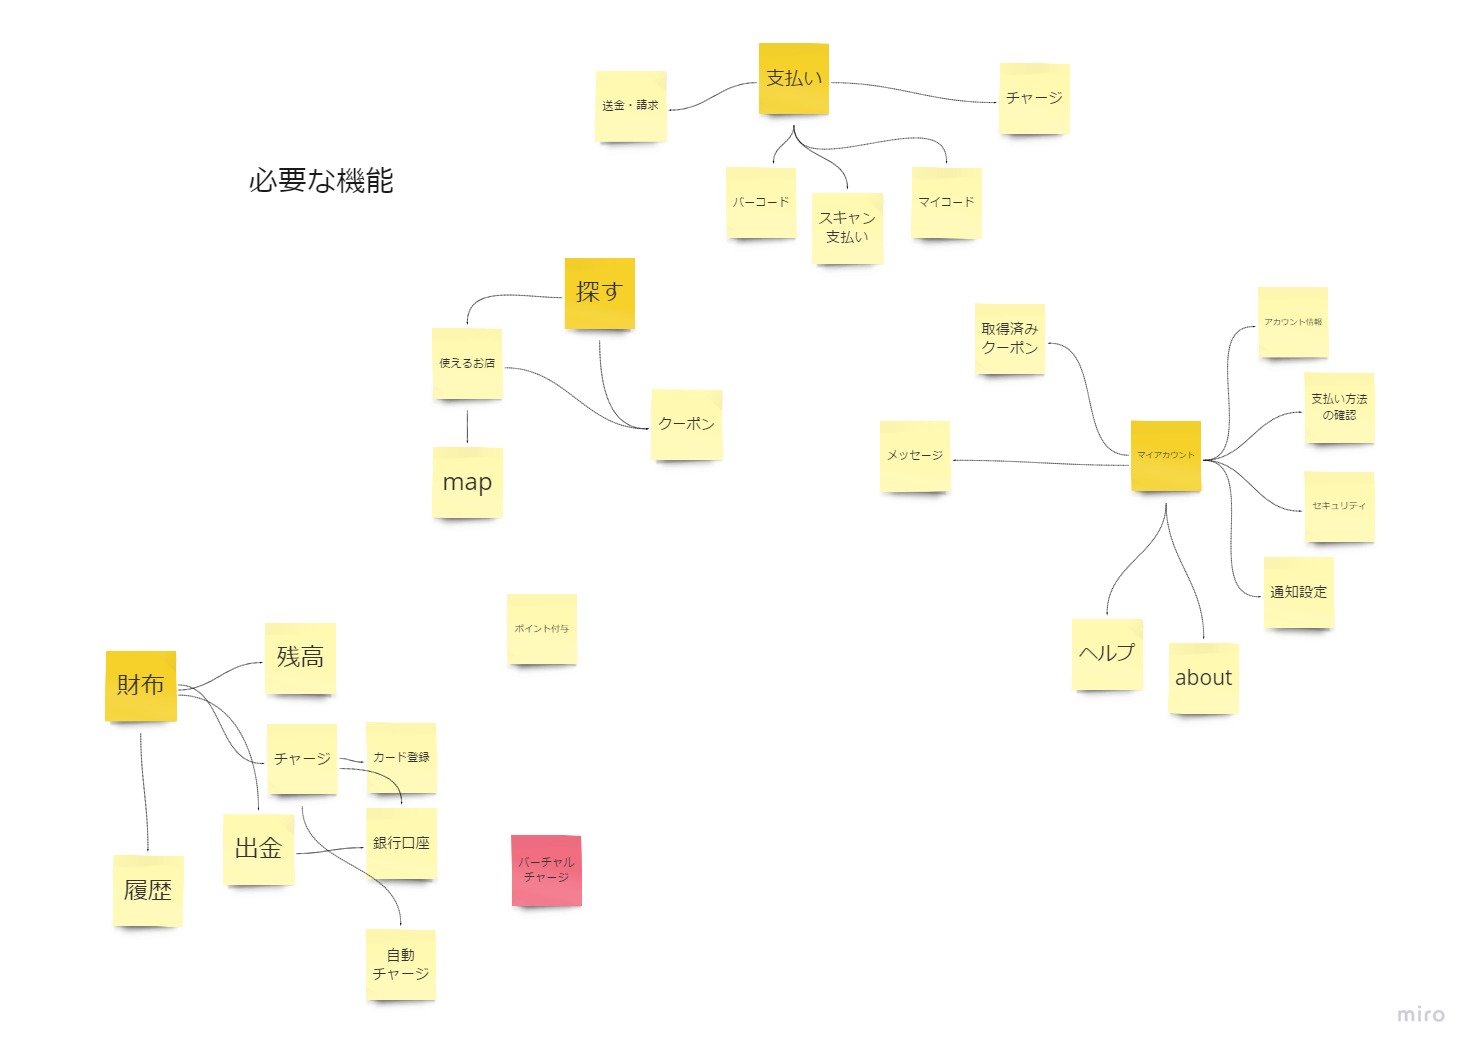 必要な機能
支払い
送金・請求
チャージ
バーコード
スキャン
支払い
マイコード
探す
使えるお店
クーポン
map
取得済み
クーポン
メッセージ
マイアカウント
アカウント情報
支払い方法
の確認
セキュリティ
通知設定
ヘルプ
about
ポイント付与
財布
残高
チャージ
カード登録
出金
銀行口座
履歴
自動
チャージ
バーチャル
チャージ
miro